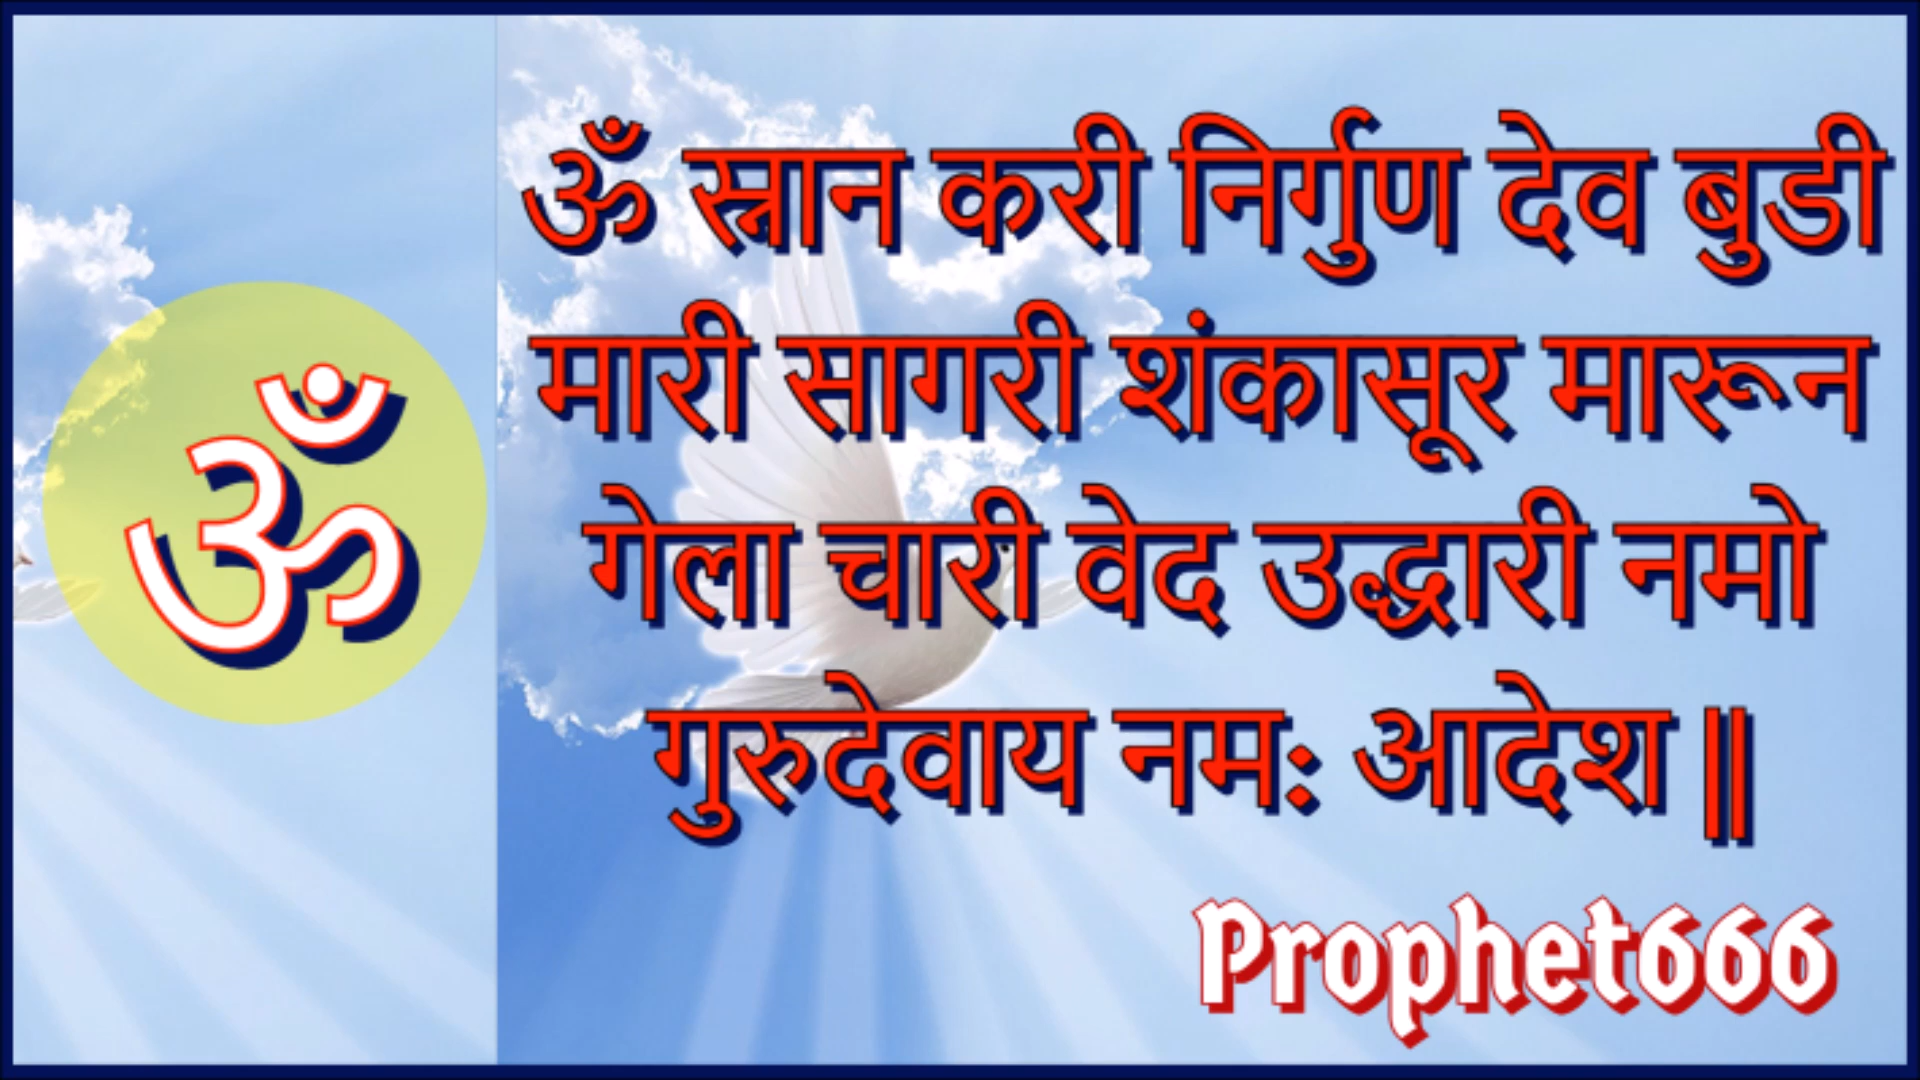 ॐ
ॐ स्नान करी निर्गुण देव बुडी
मारी सागरी शंकासूर मारून
गेला चारी वेद उद्धारी नमो
गुरुदेवाय नमः आदेश ||
Prophet666